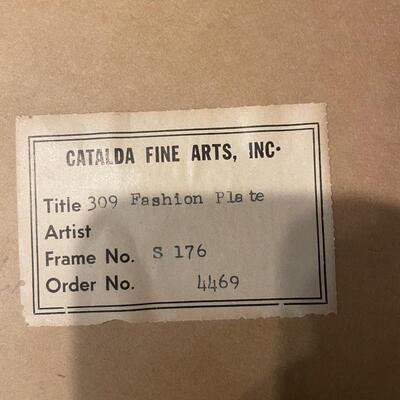 CATALDA FINE ARTS, INC.
Title 309 Fashion Plate
Artist
Frame No. S 176
Order No. 4469